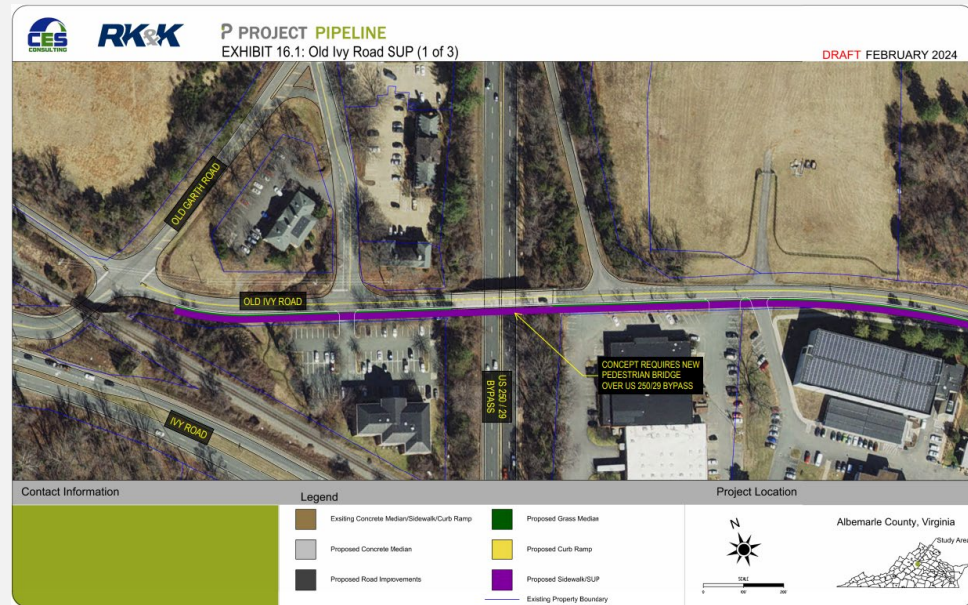 CES
CONSULTING
RK&K
PROJECT PIPELINE
EXHIBIT 16.1: Old Ivy Road SUP (1 of 3)
DRAFT FEBRUARY 2024
OLD GARTH ROAD
OLD IVY ROAD
IVY ROAD
US 250 / 29
BYPASS
CONCEPT REQUIRES NEW
PEDESTRIAN BRIDGE
OVER US 250/29 BYPASS
Contact Information
Legend
Exsiting Concrete Median/Sidewalk/Curb Ramp
Proposed Concrete Median
Proposed Road Improvements
Proposed Grass Median
Proposed Curb Ramp
Proposed Sidewalk/SUP
Existing Property Boundary
Project Location
N
SCALE
0
Albemarle County, Virginia
Study Area